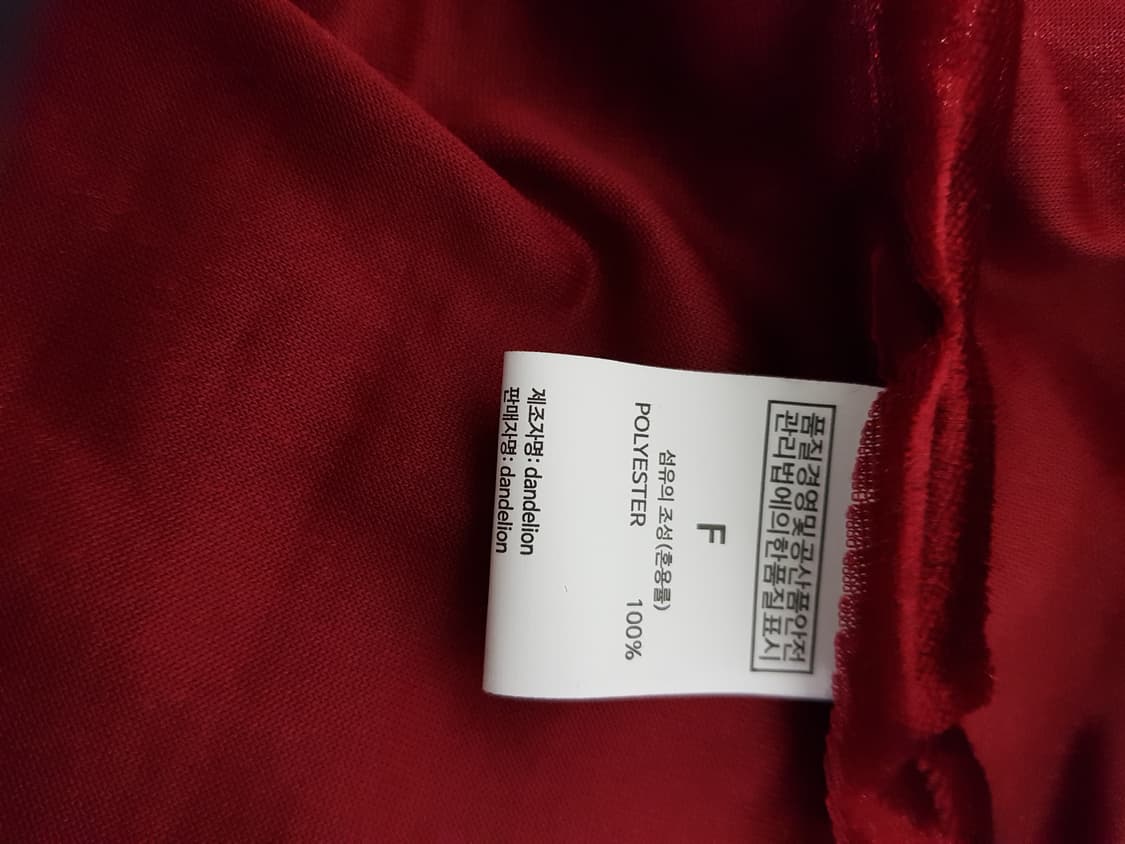 품질경영및공산품안전
관리법에의한품질표시
F
섬유의 조성(혼용률)
POLYESTER 100%
제조자명: dandelion
판매자명: dandelion